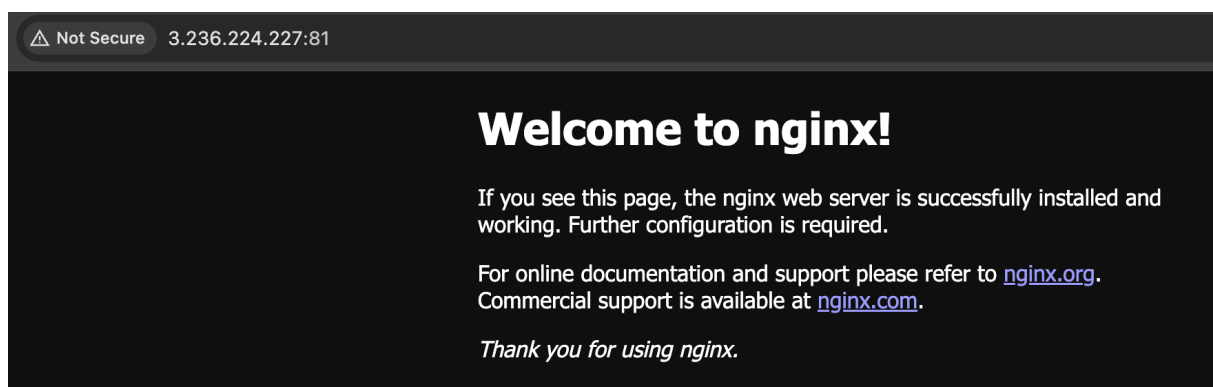 Not Secure 3.236.224.227:81
Welcome to nginx!
If you see this page, the nginx web server is successfully installed and
working. Further configuration is required.
For online documentation and support please refer to nginx.org.
Commercial support is available at nginx.com.
Thank you for using nginx.